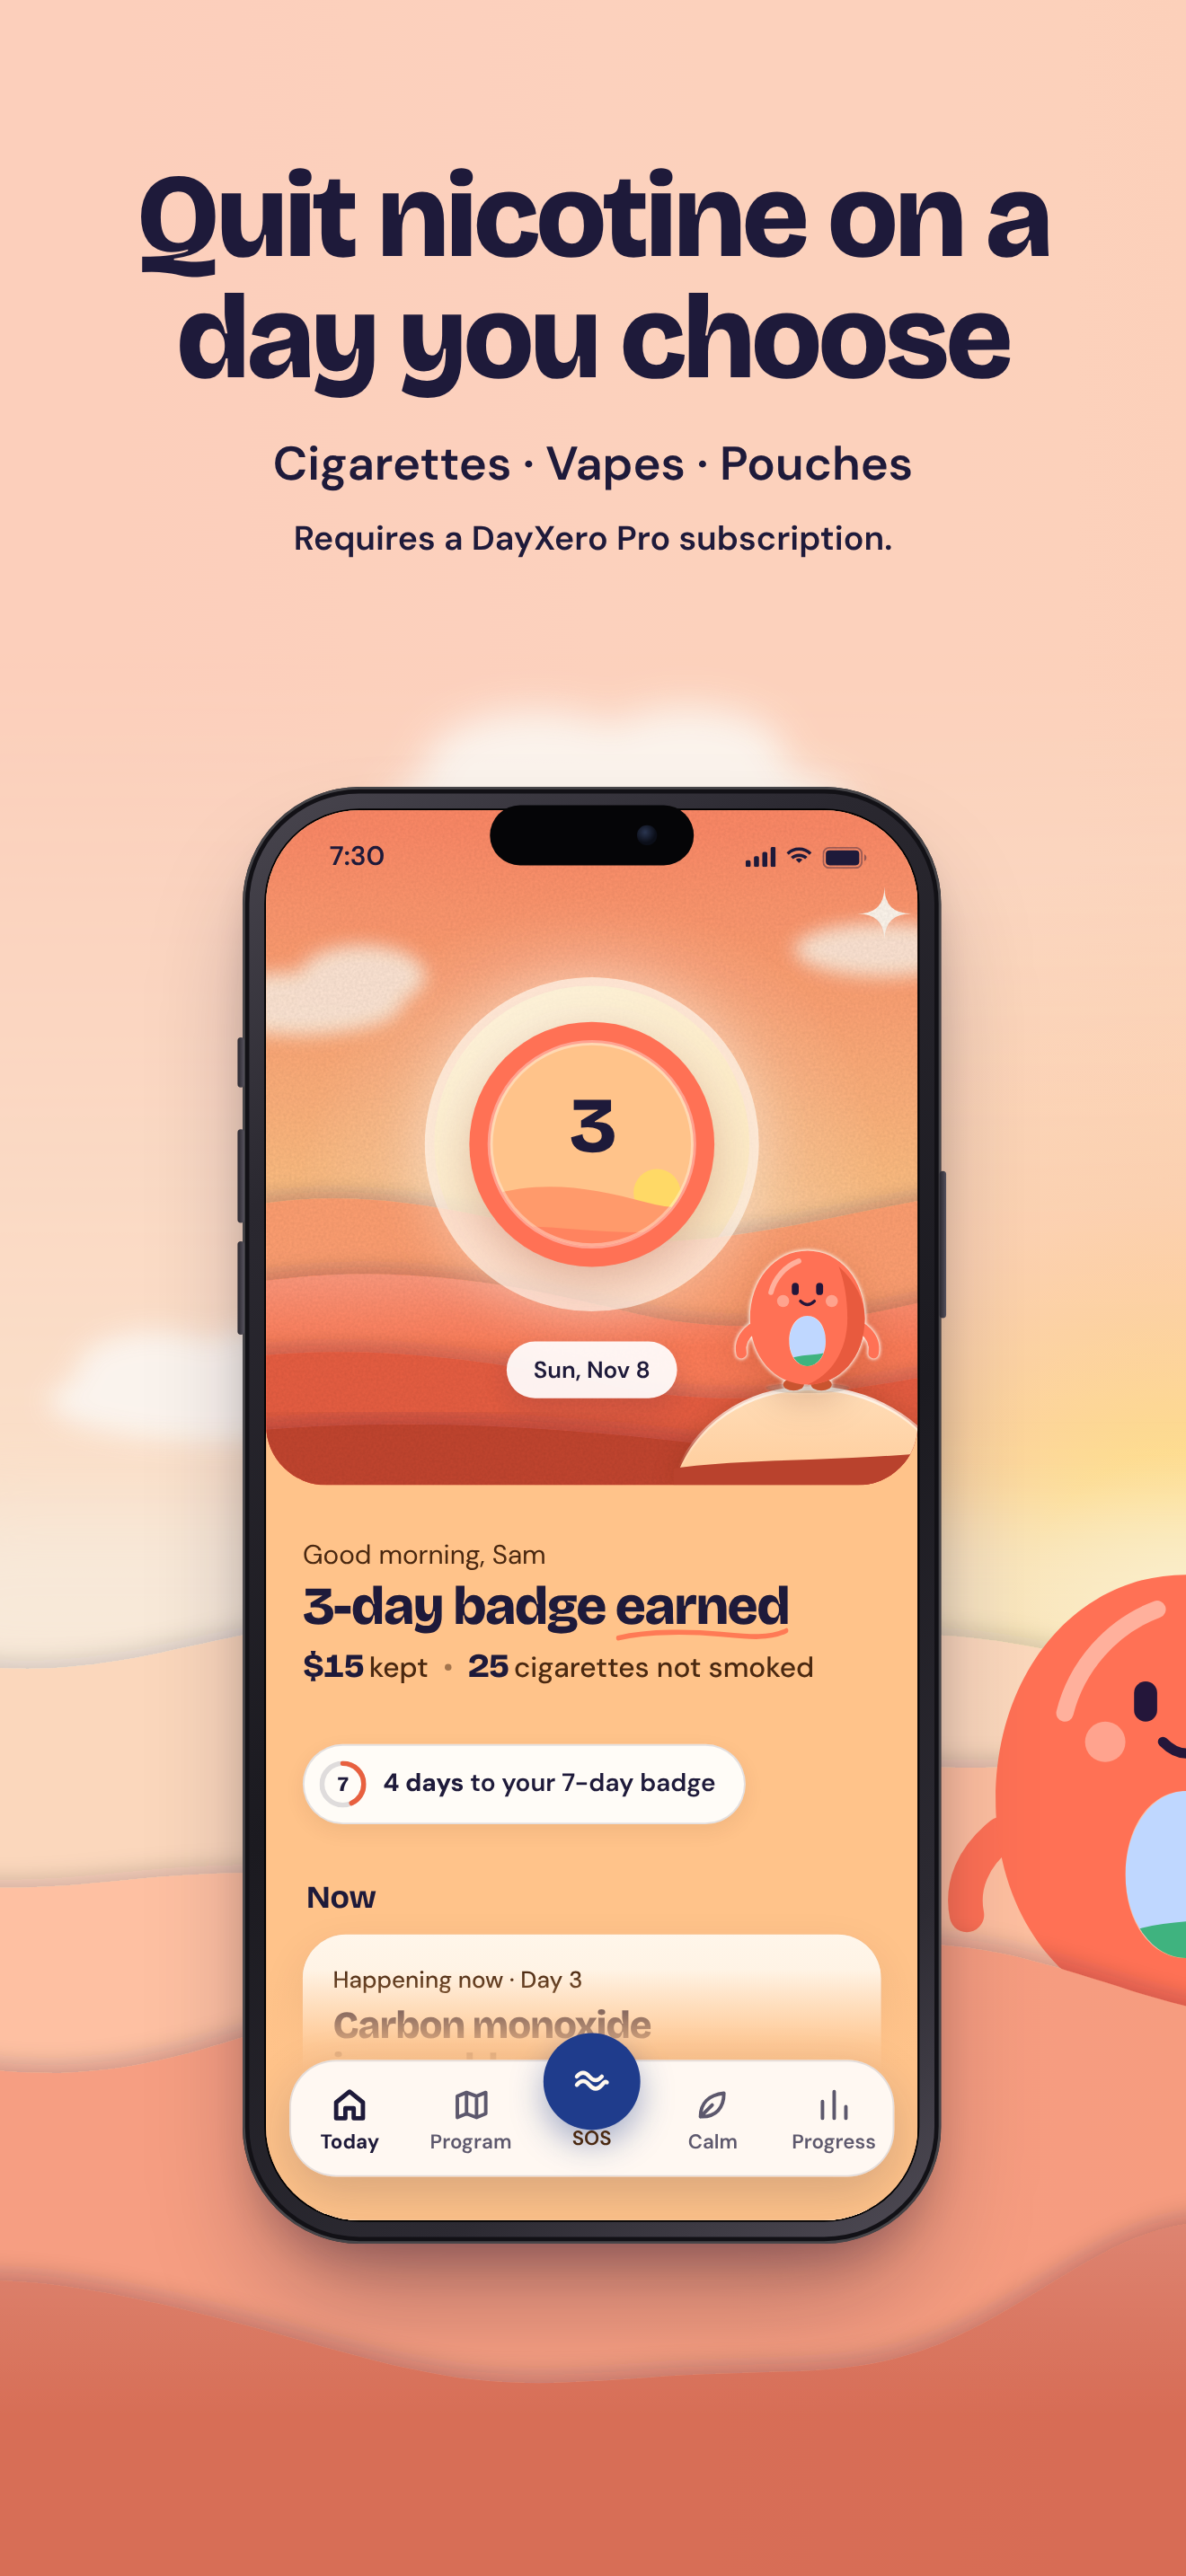 Quit nicotine on a
day you choose
Cigarettes · Vapes · Pouches
Requires a DayXero Pro subscription.
7:30
3
Sun, Nov 8
Good morning, Sam
3-day badge earned
$15 kept • 25 cigarettes not smoked
7 4 days to your 7-day badge
Now
Happening now · Day 3
Carbon monoxide
Today Program SOS Calm Progress